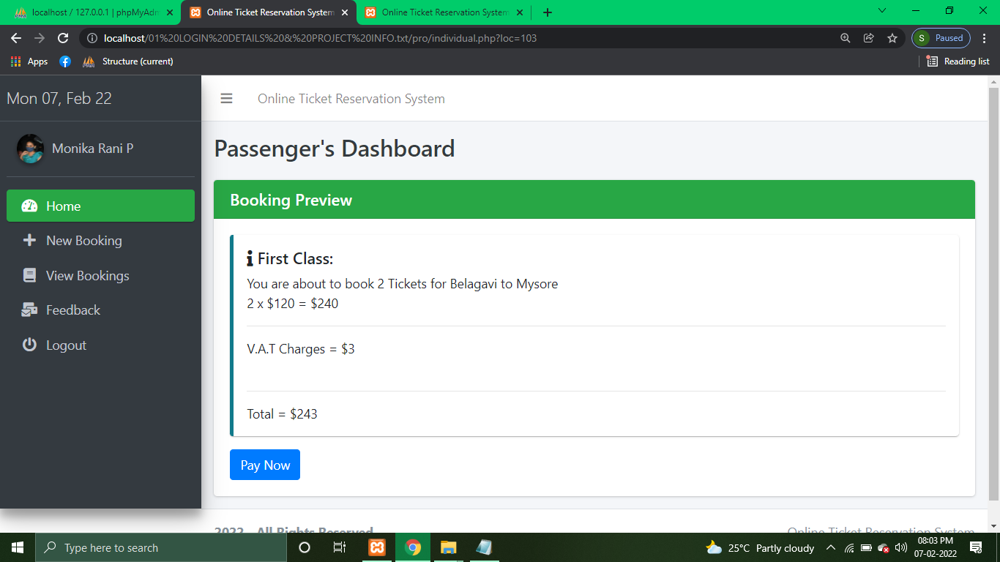 localhost / 127.0.0.1 | phpMyAdn
Online Ticket Reservation System
Online Ticket Reservation System
localhost/01%20LOGIN%20DETAILS%20&%20PROJECT%20INFO.txt/pro/individual.php?loc=103
S Paused
Apps
Structure (current)
Reading list
Mon 07, Feb 22
Online Ticket Reservation System
Monika Rani P
Passenger's Dashboard
Home
New Booking
View Bookings
Feedback
Logout
Booking Preview
First Class:
You are about to book 2 Tickets for Belagavi to Mysore
2 x $120 = $240
V.A.T Charges = $3
Total = $243
Pay Now
2022 - All Rights Reserved
Online Ticket Reservation System
Type here to search
25°C Partly cloudy
08:03 PM
07-02-2022